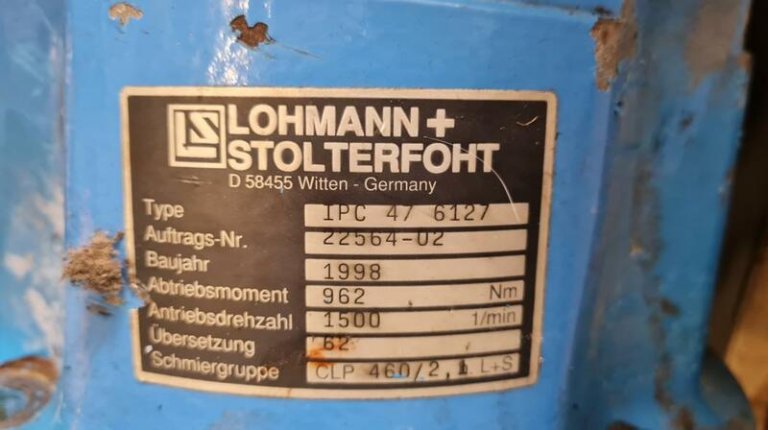 LS LOHMANN+
STOLTERFOHT
D 58455 Witten - Germany
Type 1PC 47 6127
Auftrags-Nr. 22564-02
Baujahr 1998
Abtriebsmoment 962 Nm
Antriebsdrehzahl 1500 1/min
Übersetzung 62
Schmiergruppe CLP 460/2, L+S